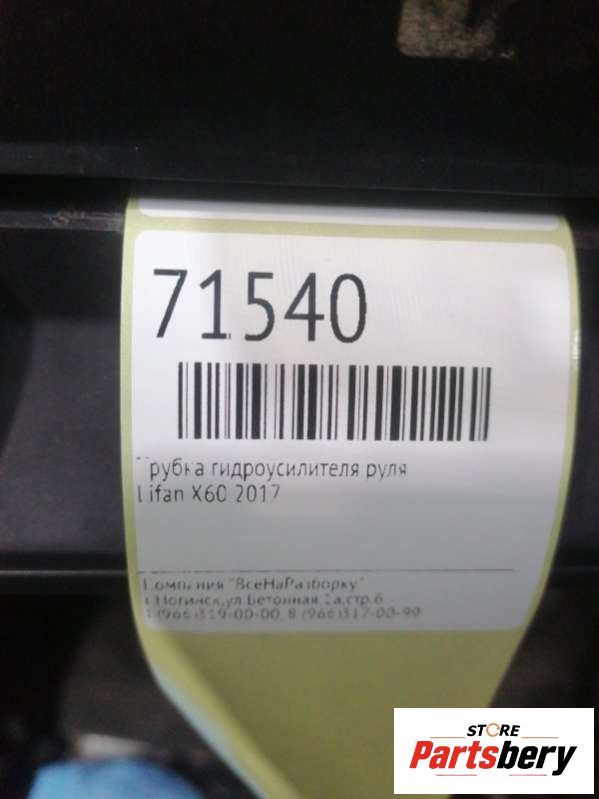 71540
Трубка гидроусилителя руля
Lifan X60 2017
Компания "ВсеНаРазборку"
г.Ногинск,ул.Бетонная 1а,стр.6
(966)319-00-00, 8 (966)317-00-99
STORE
Partsbery